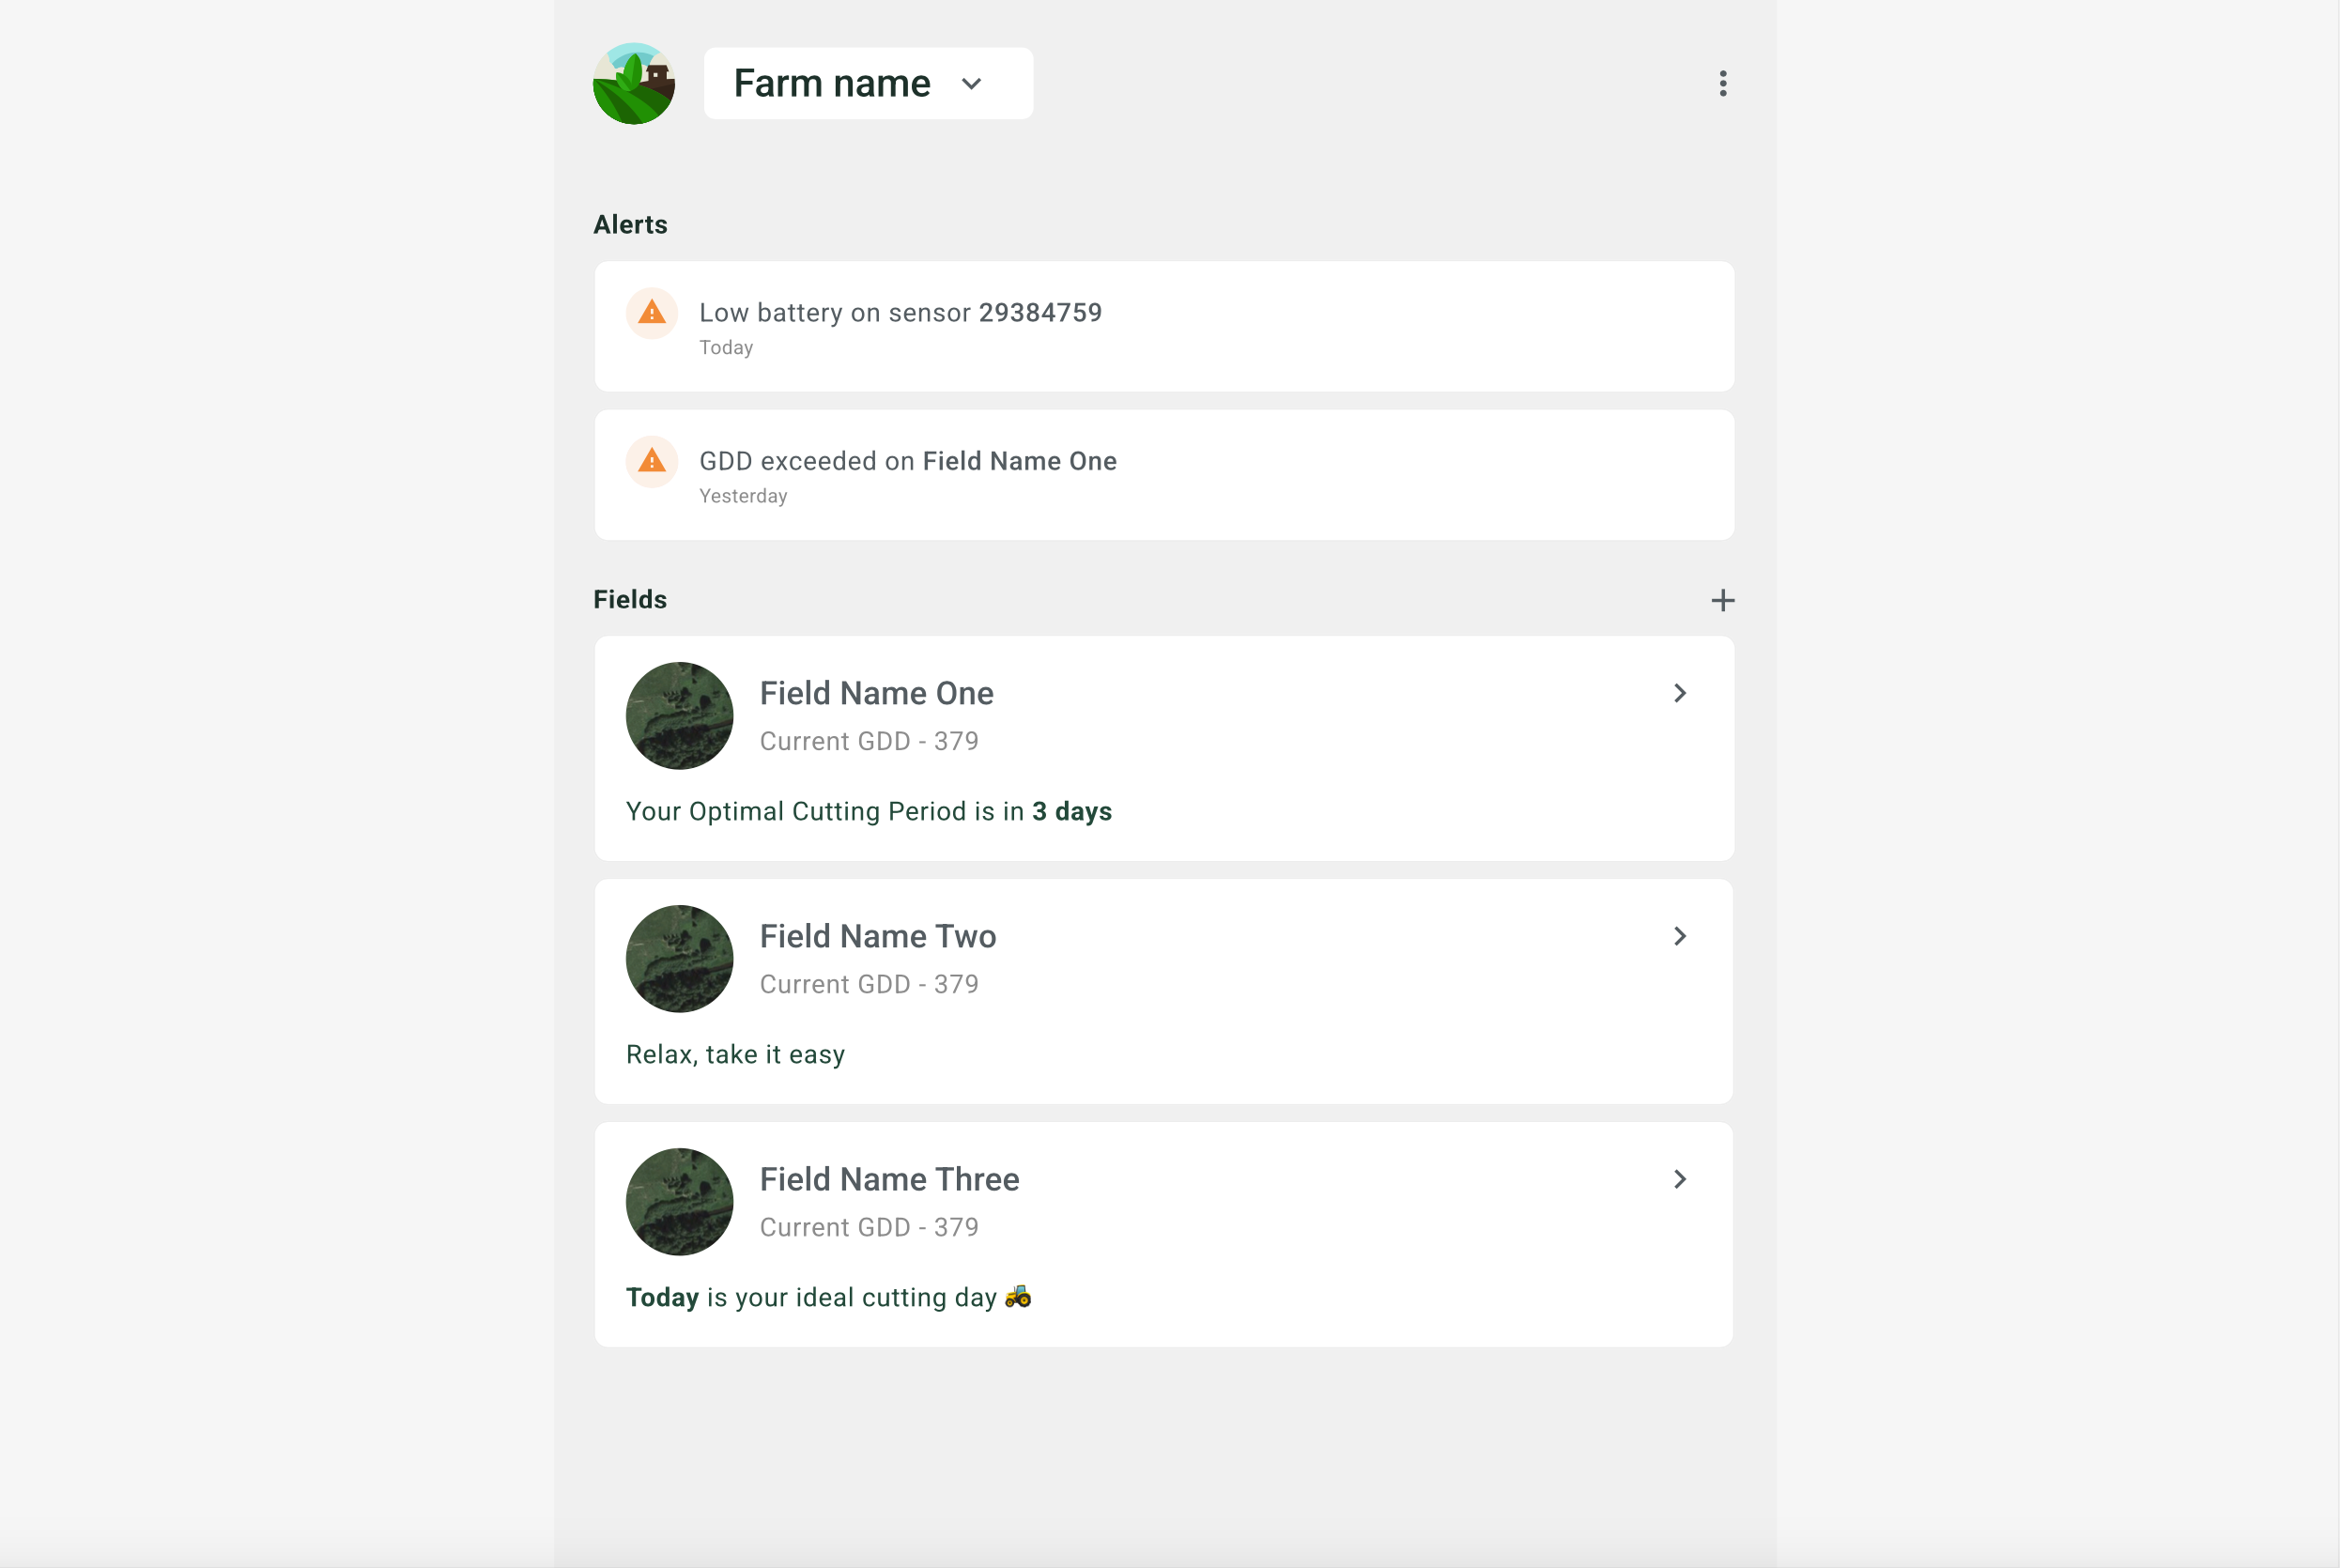 Farm name
Alerts
Low battery on sensor 29384759
Today
GDD exceeded on Field Name One
Yesterday
Fields
Field Name One
Current GDD - 379
Your Optimal Cutting Period is in 3 days
Field Name Two
Current GDD - 379
Relax, take it easy
Field Name Three
Current GDD - 379
Today is your ideal cutting day 🚜